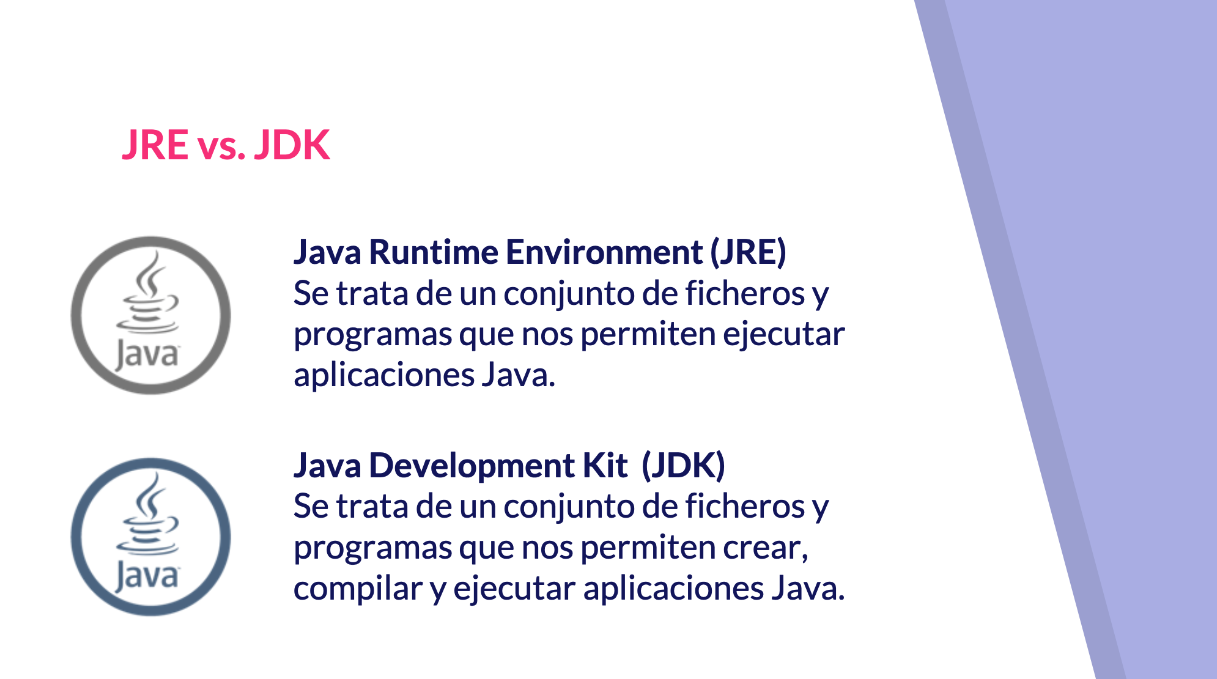 JRE vs. JDK
Java Runtime Environment (JRE)
Se trata de un conjunto de ficheros y
programas que nos permiten ejecutar
aplicaciones Java.
Java
Java Development Kit (JDK)
Se trata de un conjunto de ficheros y
programas que nos permiten crear,
compilar y ejecutar aplicaciones Java.
Java